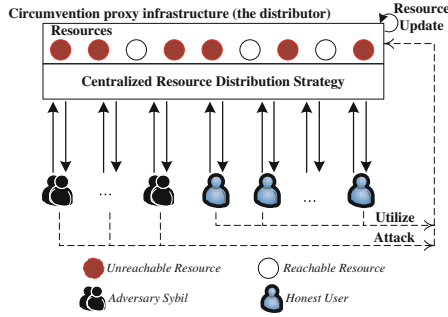 Circumvention proxy infrastructure (the distributor)
Resource
Update
Resources
Centralized Resource Distribution Strategy
...
...
Utilize
Attack
Unreachable Resource
Reachable Resource
Adversary Sybil
Honest User